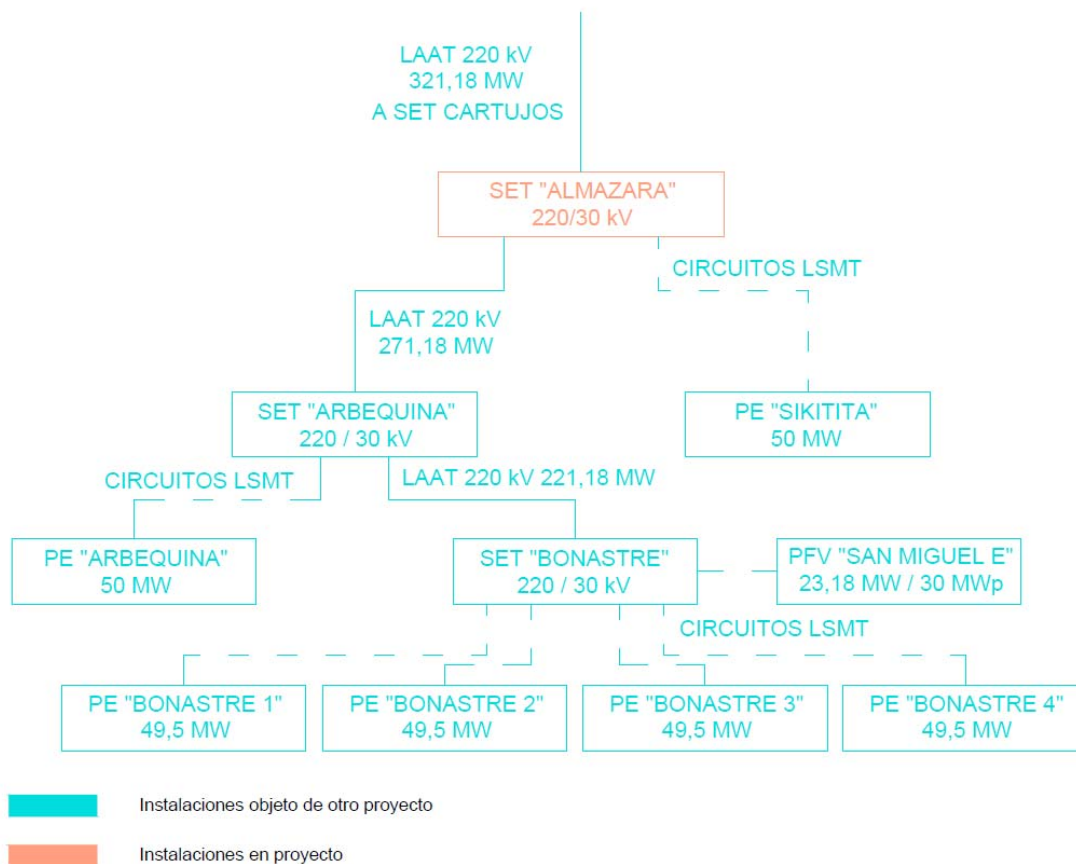 LAAT 220 kV
321,18 MW
A SET CARTUJOS
SET "ALMAZARA"
220/30 kV
CIRCUITOS LSMT
LAAT 220 kV
271,18 MW
SET "ARBEQUINA"
220 / 30 kV
PE "SIKITITA"
50 MW
CIRCUITOS LSMT
LAAT 220 kV 221,18 MW
PE "ARBEQUINA"
50 MW
SET "BONASTRE"
220 / 30 kV
PFV "SAN MIGUEL E"
23,18 MW / 30 MWp
CIRCUITOS LSMT
PE "BONASTRE 1"
49,5 MW
PE "BONASTRE 2"
49,5 MW
PE "BONASTRE 3"
49,5 MW
PE "BONASTRE 4"
49,5 MW
Instalaciones objeto de otro proyecto
Instalaciones en proyecto